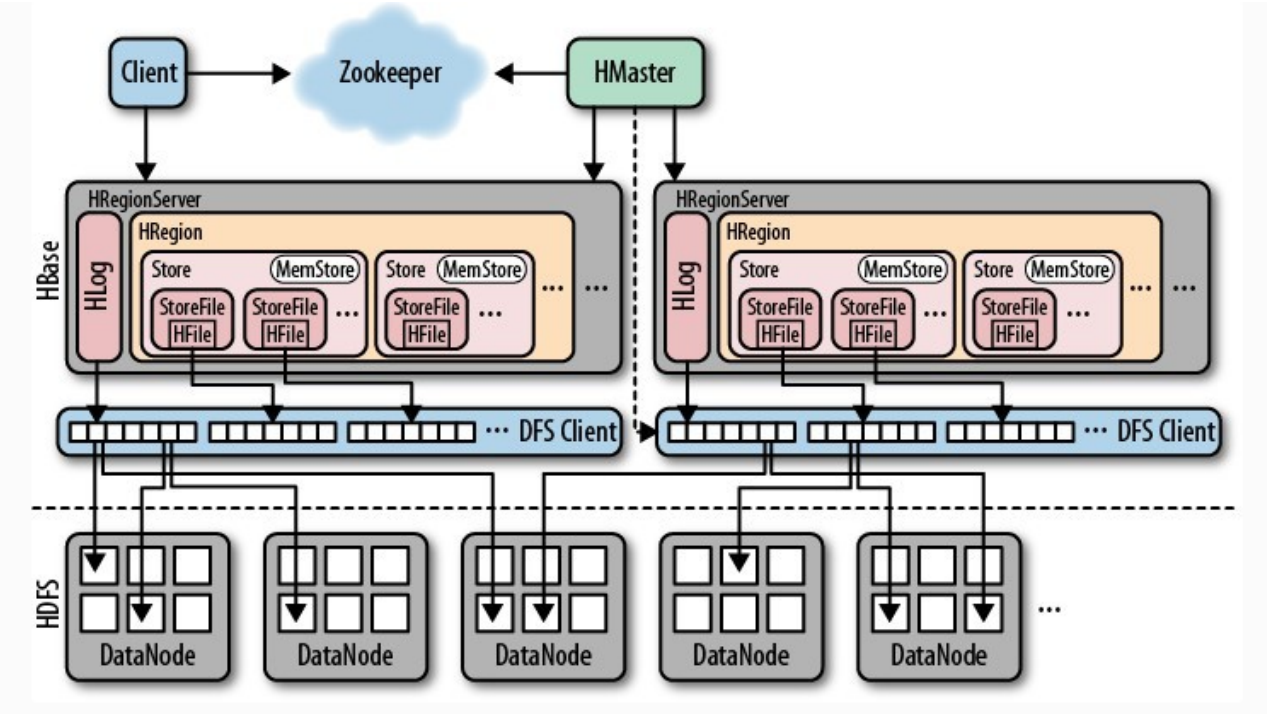 Client
Zookeeper
HMaster
HBase
HRegionServer
HLog
HRegion
Store
MemStore
StoreFile
HFile
StoreFile
HFile
...
Store
MemStore
StoreFile
HFile
...
...
...
HRegionServer
HLog
HRegion
Store
MemStore
StoreFile
HFile
StoreFile
HFile
...
Store
MemStore
StoreFile
HFile
...
...
...
... DFS Client
... DFS Client
HDFS
DataNode
DataNode
DataNode
DataNode
DataNode
...